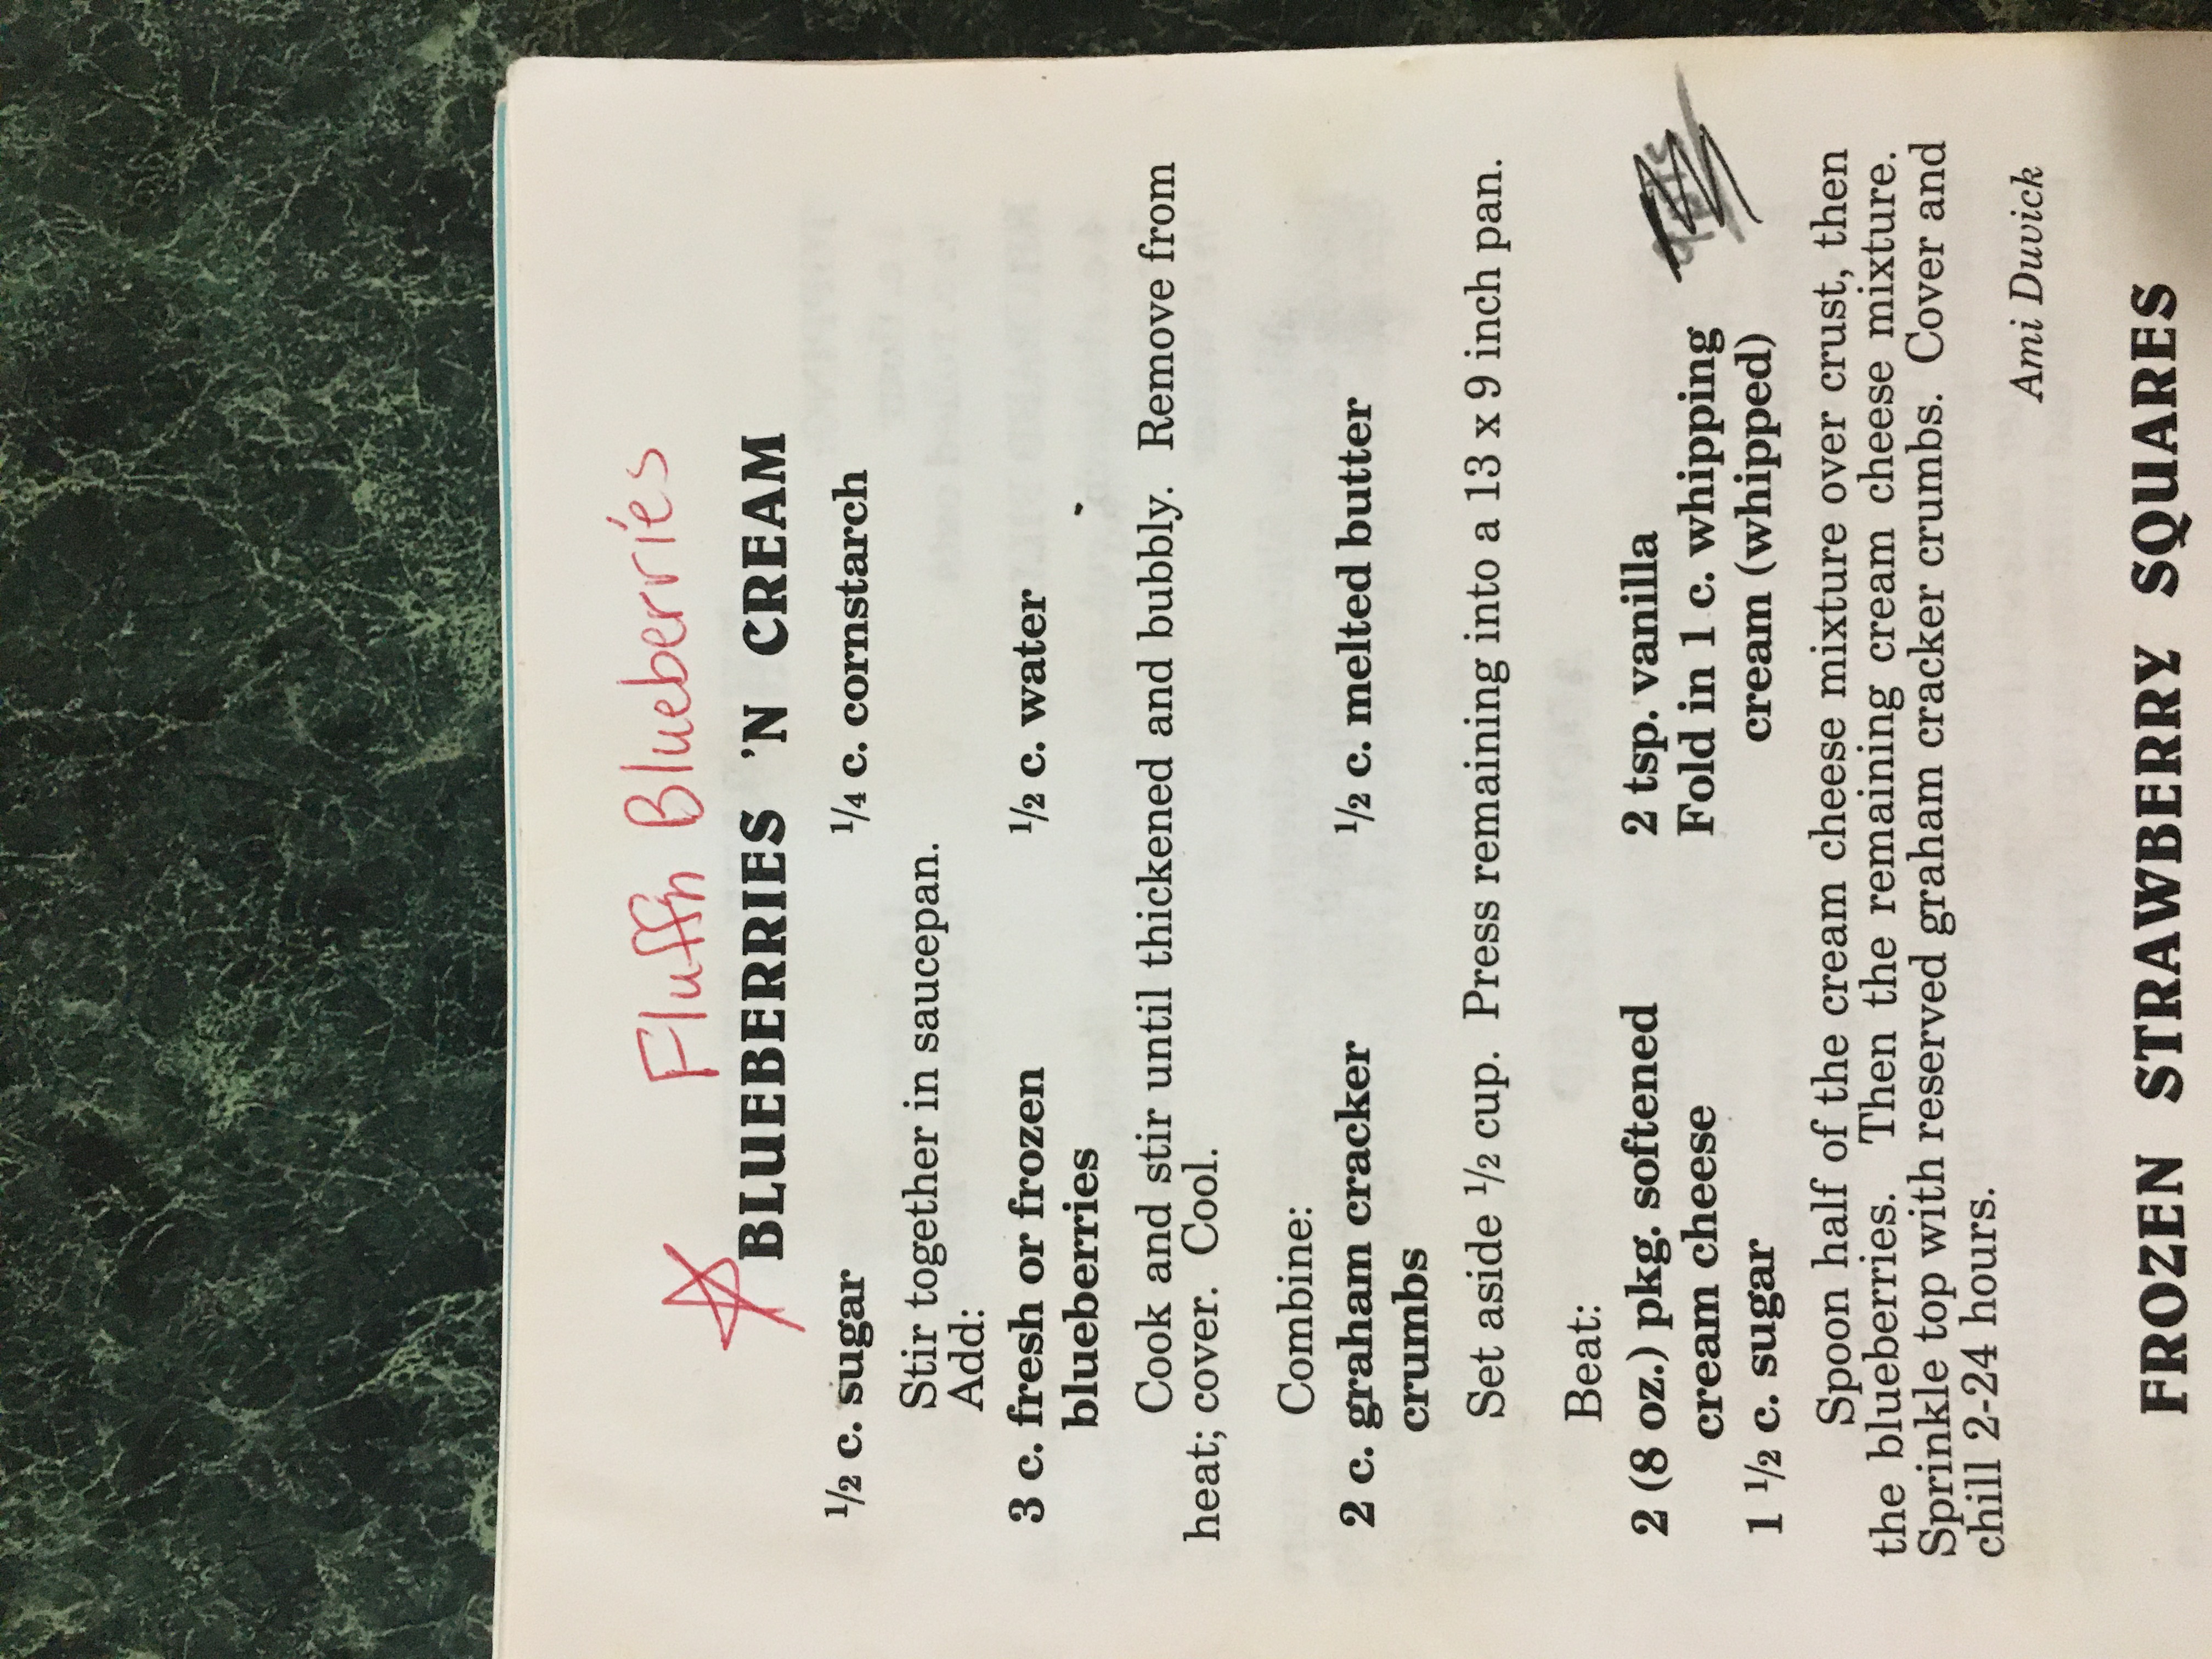 Fluffn Blueberries
BLUEBERRIES 'N CREAM
½ c. sugar
¼ c. cornstarch
Stir together in saucepan.
Add:
3 c. fresh or frozen
blueberries
½ c. water
Cook and stir until thickened and bubbly. Remove from
heat; cover. Cool.
Combine:
2 c. graham cracker
crumbs
½ c. melted butter
Set aside ½ cup. Press remaining into a 13 x 9 inch pan.
Beat:
2 (8 oz.) pkg. softened
cream cheese
1 ½ c. sugar
2 tsp. vanilla
Fold in 1 c. whipping
cream (whipped)
Spoon half of the cream cheese mixture over crust, then
the blueberries. Then the remaining cream cheese mixture.
Sprinkle top with reserved graham cracker crumbs. Cover and
chill 2-24 hours.
Ami Duvick
FROZEN STRAWBERRY SQUARES